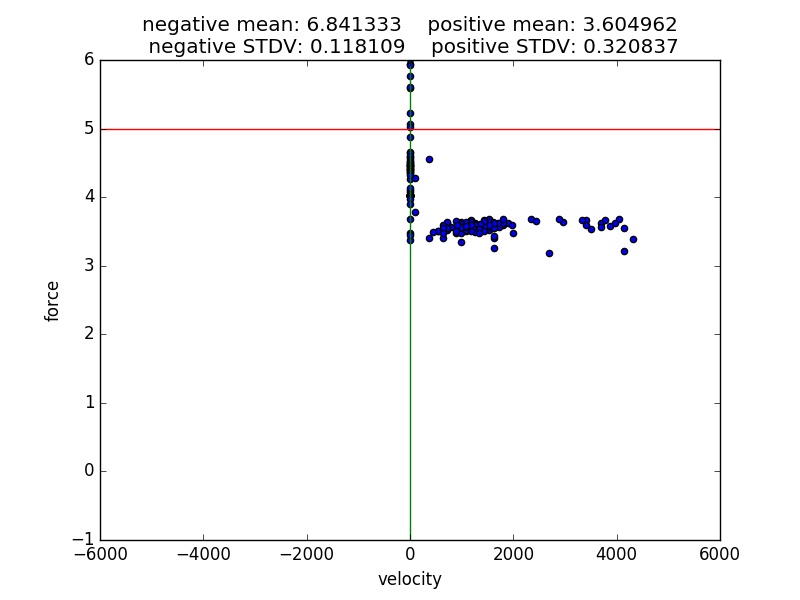 negative mean: 6.841333 positive mean: 3.604962
negative STDV: 0.118109 positive STDV: 0.320837
6
5
4
3
2
1
0
−1
force
−6000 −4000 −2000 0 2000 4000 6000
velocity